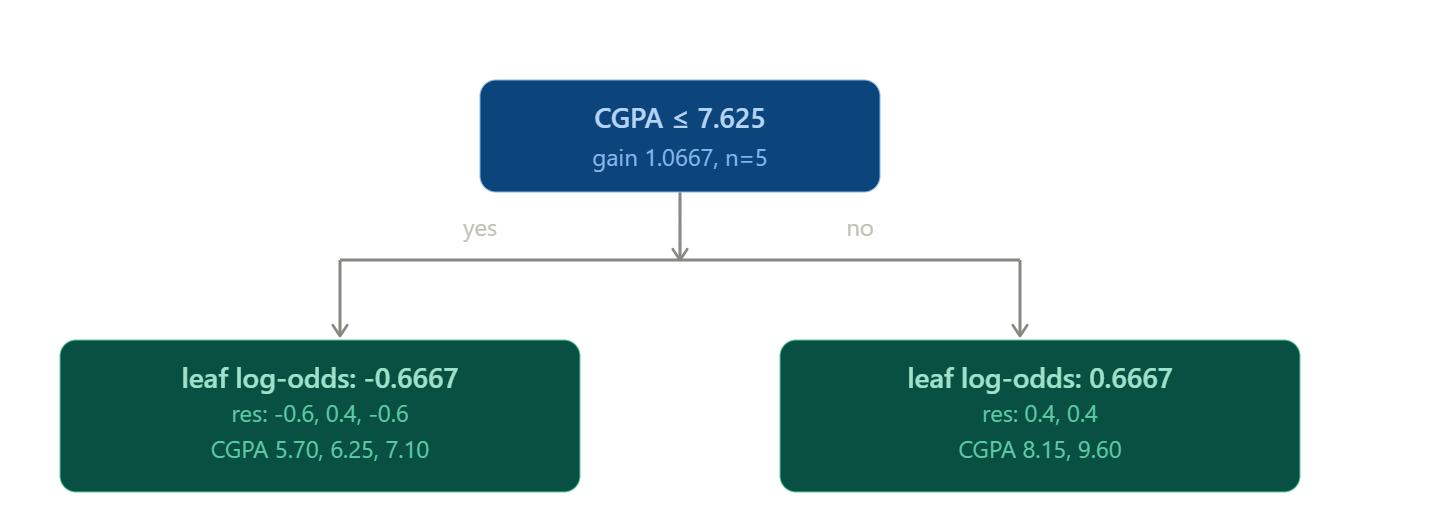 CGPA ≤ 7.625
gain 1.0667, n=5
yes
no
leaf log-odds: -0.6667
res: -0.6, 0.4, -0.6
CGPA 5.70, 6.25, 7.10
leaf log-odds: 0.6667
res: 0.4, 0.4
CGPA 8.15, 9.60